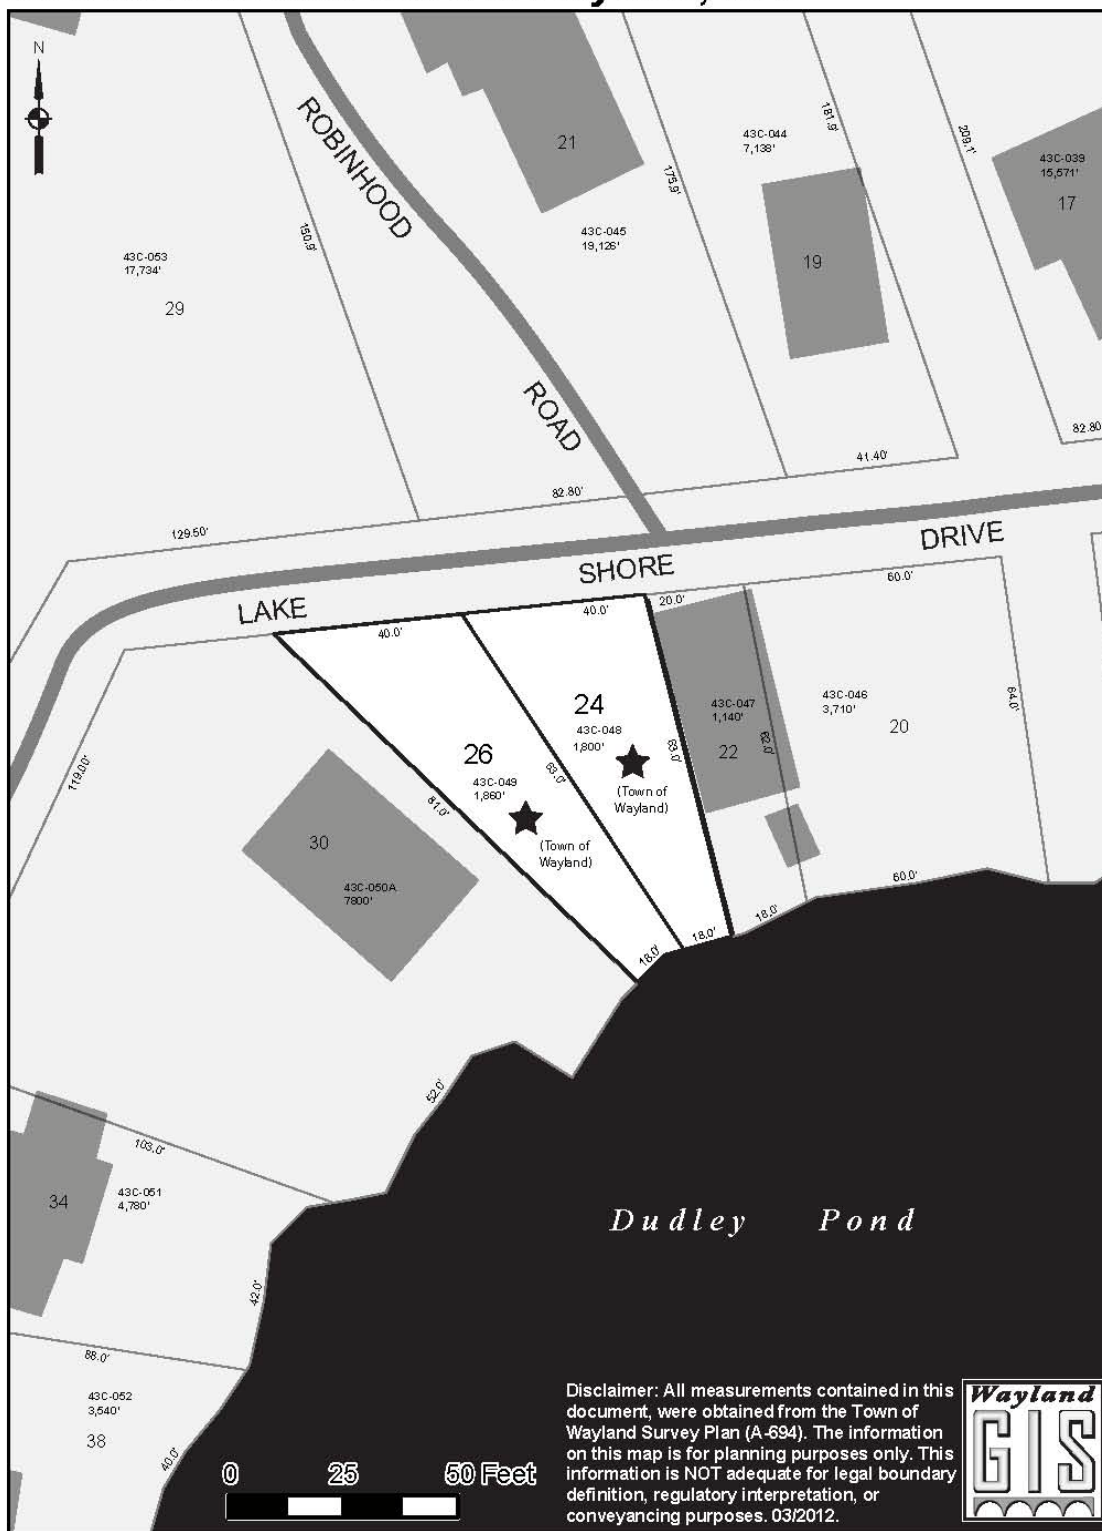 N
ROBINHOOD
ROAD
21
43C-044
7,138'
181.9'
209.1'
43C-039
15,571'
17
175.9'
150.9'
43C-045
19,126'
19
43C-053
17,734'
29
82.80'
41.40'
82.80'
129.50'
LAKE SHORE DRIVE
40.0'
40.0'
20.0'
60.0'
24
43C-048
1,800'
(Town of
Wayland)
26
43C-049
1,860'
(Town of
Wayland)
63.0'
63.0'
81.0'
43C-047
1,140'
22
62.0'
43C-046
3,710'
20
64.0'
119.00'
30
43C-050A
7800'
60.0'
18.0'
18.0'
18.0'
52.0'
103.0'
34
43C-051
4,780'
42.0'
Dudley Pond
88.0'
43C-052
3,540'
38
40.0'
0 25 50 Feet
Disclaimer: All measurements contained in this
document, were obtained from the Town of
Wayland Survey Plan (A-694). The information
on this map is for planning purposes only. This
information is NOT adequate for legal boundary
definition, regulatory interpretation, or
conveyancing purposes. 03/2012.
Wayland
GIS